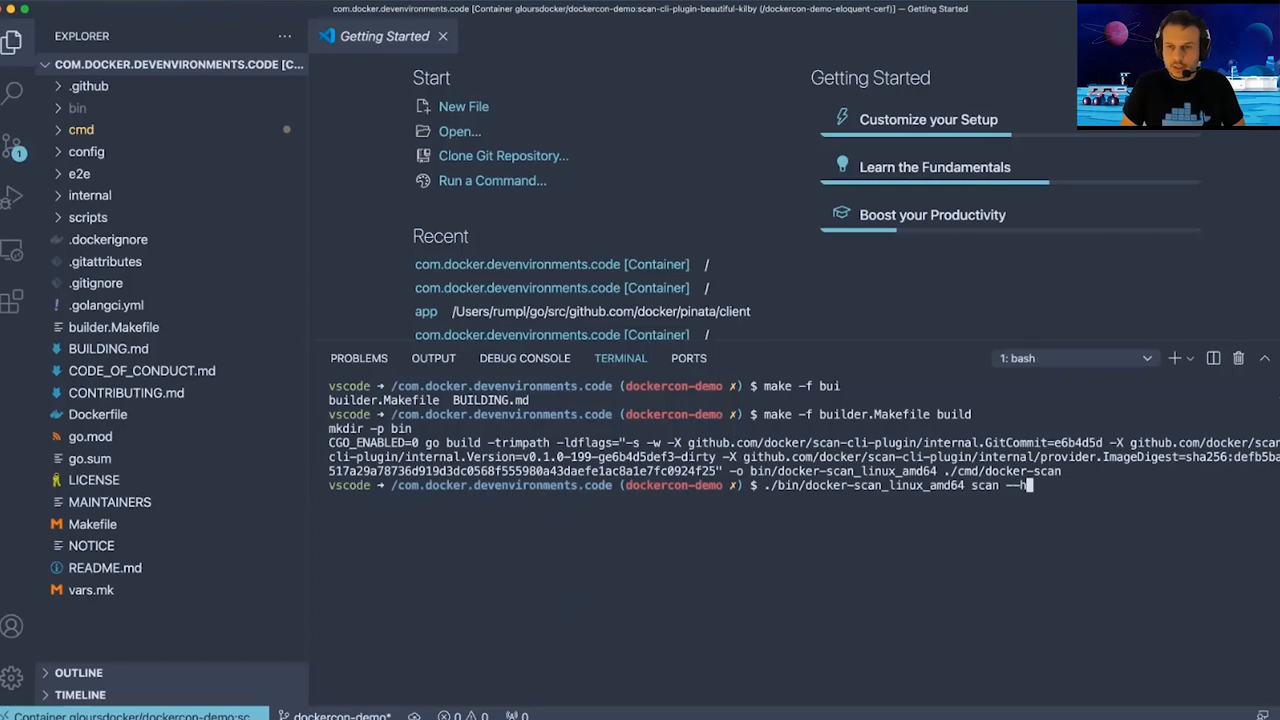 com.docker.devenvironments.code [Container gloursdocker/dockercon-demo:scan-cli-plugin-beautiful-kilby (/dockercon-demo-eloquent-cerf)] — Getting Started
EXPLORER
COM.DOCKER.DEVENVIRONMENTS.CODE [C...
.github
bin
cmd
config
e2e
internal
scripts
.dockerignore
.gitattributes
.gitignore
.golangci.yml
builder.Makefile
BUILDING.md
CODE_OF_CONDUCT.md
CONTRIBUTING.md
Dockerfile
go.mod
go.sum
LICENSE
MAINTAINERS
Makefile
NOTICE
README.md
vars.mk
OUTLINE
TIMELINE
1
Getting Started
Start
New File
Open...
Clone Git Repository...
Run a Command...
Recent
com.docker.devenvironments.code [Container] /
com.docker.devenvironments.code [Container] /
app /Users/rumpl/go/src/github.com/docker/pinata/client
com.docker.devenvironments.code [Container] /
Getting Started
Customize your Setup
Learn the Fundamentals
Boost your Productivity
PROBLEMS OUTPUT DEBUG CONSOLE TERMINAL PORTS 1: bash
vscode ➜ /com.docker.devenvironments.code (dockercon-demo ✗) $ make -f bui
builder.Makefile BUILDING.md
vscode ➜ /com.docker.devenvironments.code (dockercon-demo ✗) $ make -f builder.Makefile build
mkdir -p bin
CGO_ENABLED=0 go build -trimpath -ldflags="-s -w -X github.com/docker/scan-cli-plugin/internal.GitCommit=e6b4d5d -X github.com/docker/scan
cli-plugin/internal.Version=v0.1.0-199-ge6b4d5def3-dirty -X github.com/docker/scan-cli-plugin/internal/provider.ImageDigest=sha256:defb5ba
517a29a78736d919d3dc0568f555980a43daefe1ac8a1e7fc0924f25" -o bin/docker-scan_linux_amd64 ./cmd/docker-scan
vscode ➜ /com.docker.devenvironments.code (dockercon-demo ✗) $ ./bin/docker-scan_linux_amd64 scan --h
Container gloursdocker/dockercon-demo:sc... dockercon-demo* 0 0 0